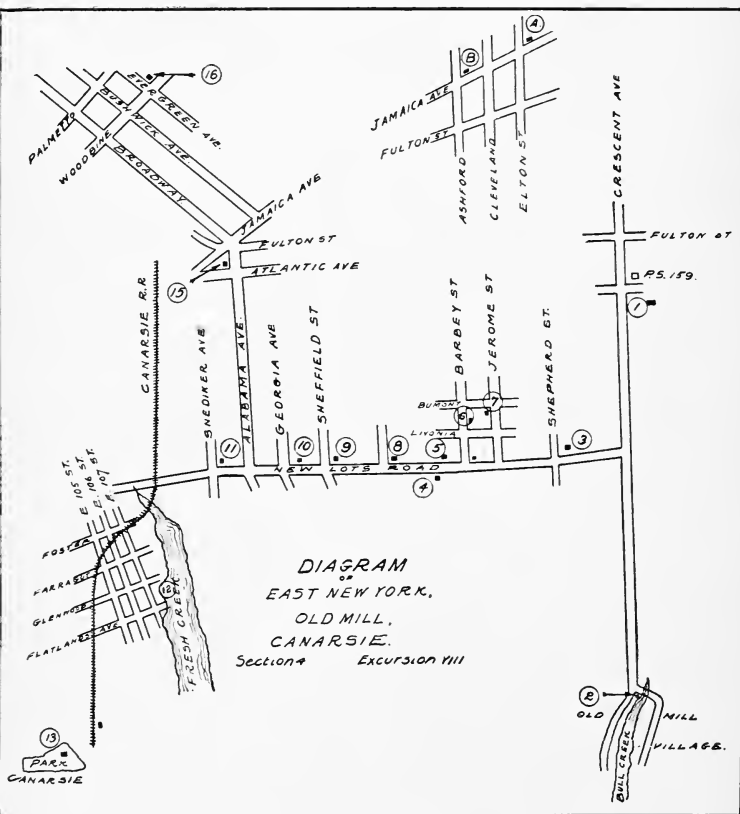 A
B
JAMAICA AVE
FULTON ST
ASHFORD
CLEVELAND
ELTON ST
CRESCENT AVE
FULTON ST
P.S. 159.
1
16
EVERGREEN AVE.
BUSHWICK AVE.
PALMETTO
WOODBINE
BROADWAY
JAMAICA AVE
FULTON ST
ATLANTIC AVE
15
CANARSIE R.R
SNEDIKER AVE
ALABAMA AVE.
GEORGIA AVE
SHEFFIELD ST
BARBEY ST
JEROME ST
SHEPHERD ST.
BUMONT
LIVONIA
6
7
11
10
9
8
5
3
NEW LOTS ROAD
4
E 105 ST.
E. 106 ST.
E. 107
FOSTER
FARRAGUT
GLENWOOD
FLATLANDS AVE
12
FRESH CREEK
DIAGRAM
OF
EAST NEW YORK,
OLD MILL,
CANARSIE.
Section 4 Excursion VIII
2
OLD MILL
VILLAGE.
BULL CREEK
13
PARK
CANARSIE